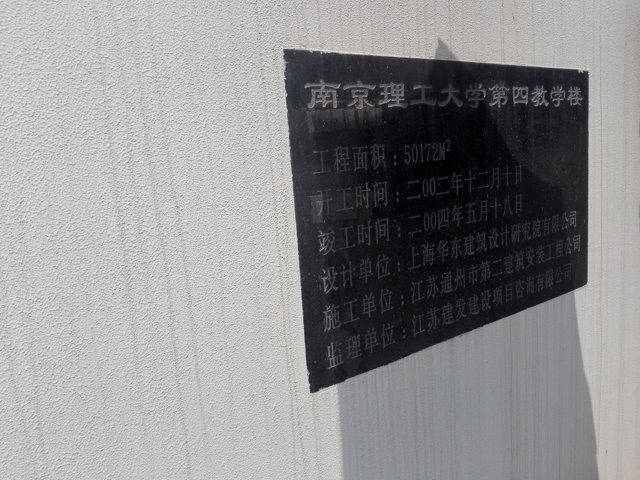 南京理工大学第四教学楼
工程面积：50172M²
开工时间：二00二年十二月十日
竣工时间：二00四年五月十八日
设计单位：上海华东建筑设计研究院有限公司
施工单位：江苏通州市第二建筑安装工程公司
监理单位：江苏建发建设项目咨询有限公司